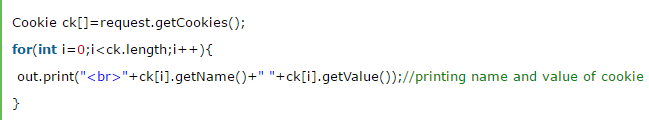 Cookie ck[]=request.getCookies();
for(int i=0;i<ck.length;i++){
 out.print("<br>"+ck[i].getName()+" "+ck[i].getValue());//printing name and value of cookie
}